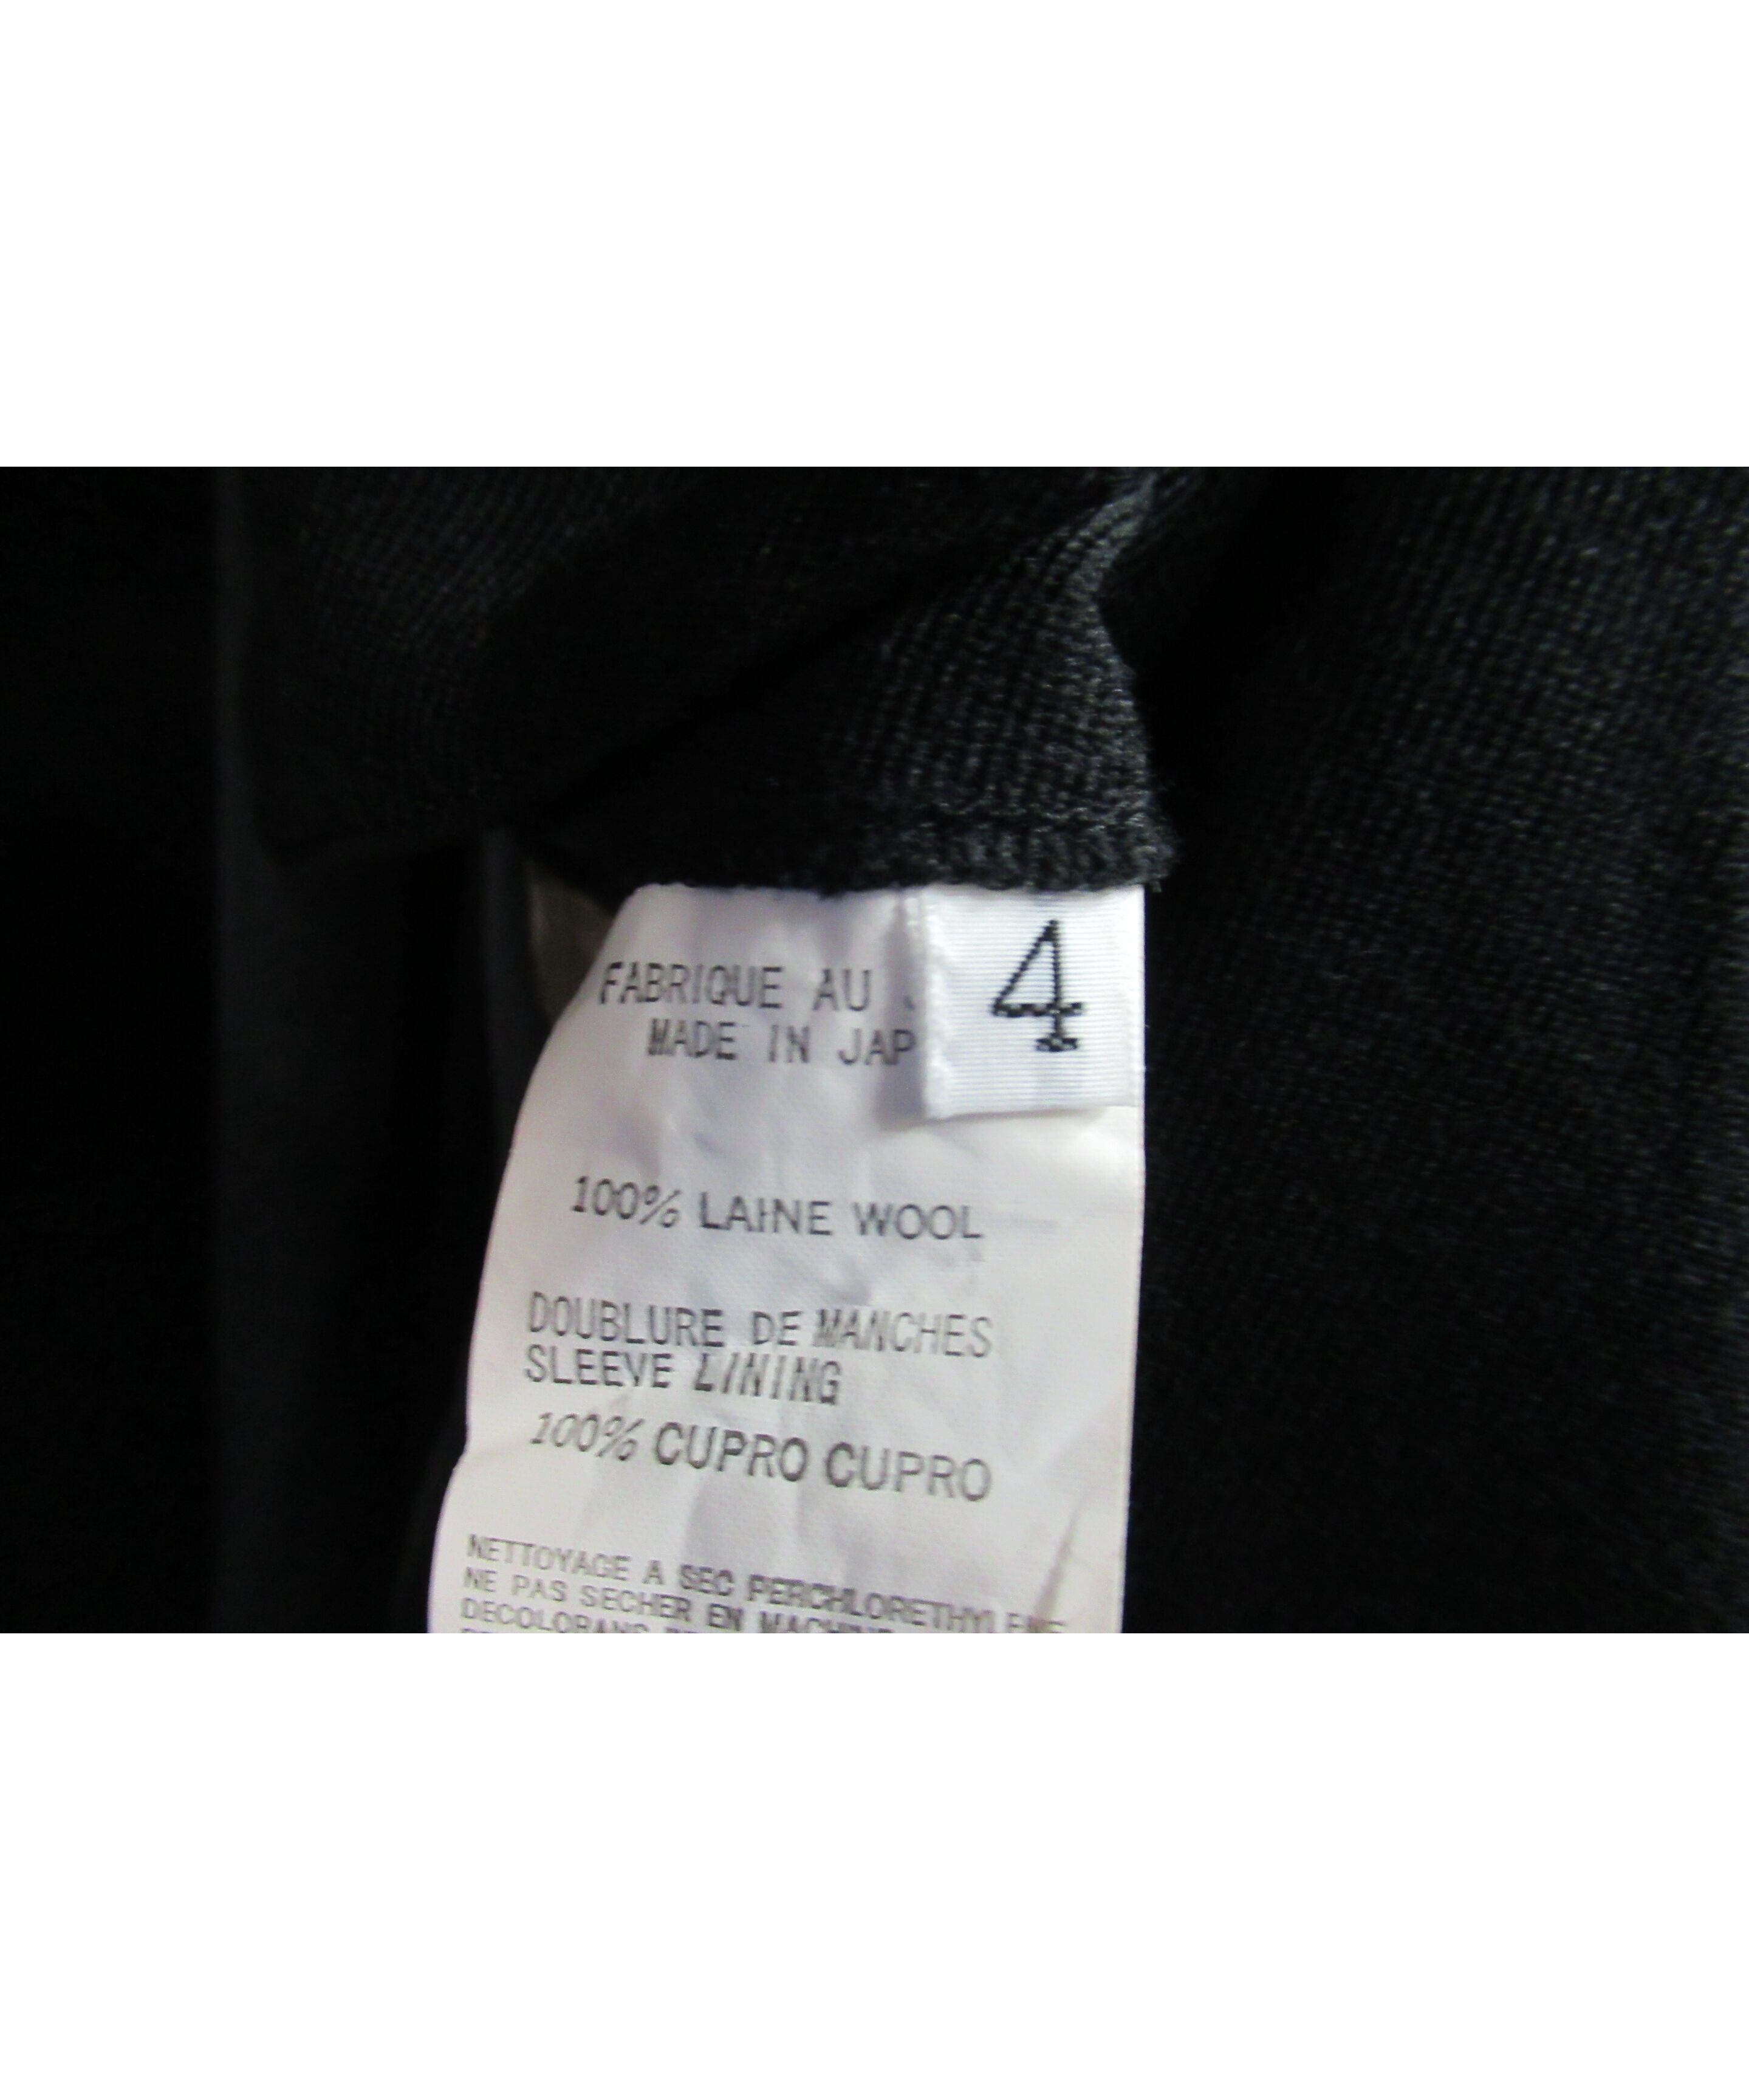 FABRIQUE AU
4
MADE IN JAP
100% LAINE WOOL
DOUBLURE DE MANCHES
SLEEVE LINING
100% CUPRO CUPRO
NETTOYAGE A SEC PERCHLORETHYLENE
NE PAS SECHER EN MACHINE